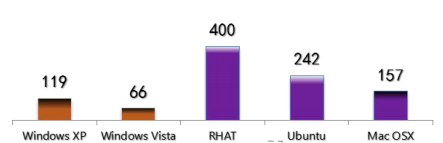 119
66
400
242
157
Windows XP
Windows Vista
RHAT
Ubuntu
Mac OSX